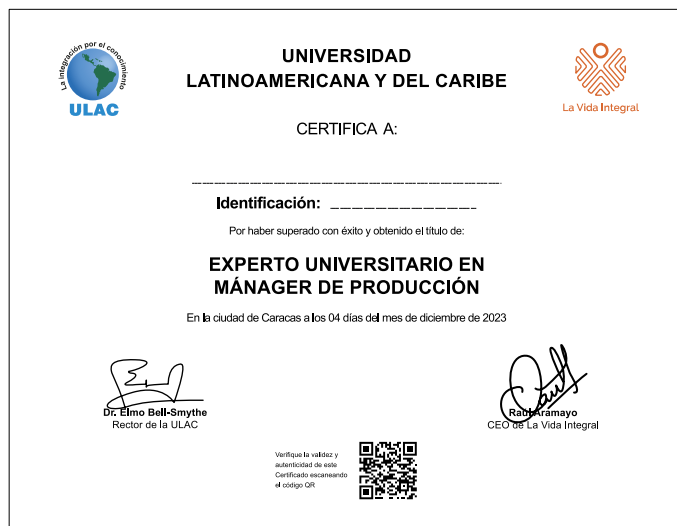 La integración por el conocimiento
ULAC
UNIVERSIDAD
LATINOAMERICANA Y DEL CARIBE
La Vida Integral
CERTIFICA A:
Identificación:
Por haber superado con éxito y obtenido el título de:
EXPERTO UNIVERSITARIO EN
MÁNAGER DE PRODUCCIÓN
En la ciudad de Caracas a los 04 días del mes de diciembre de 2023
Dr. Elmo Bell-Smythe
Rector de la ULAC
Raúl Aramayo
CEO de La Vida Integral
Verifique la validez y
autenticidad de este
Certificado escaneando
el código QR